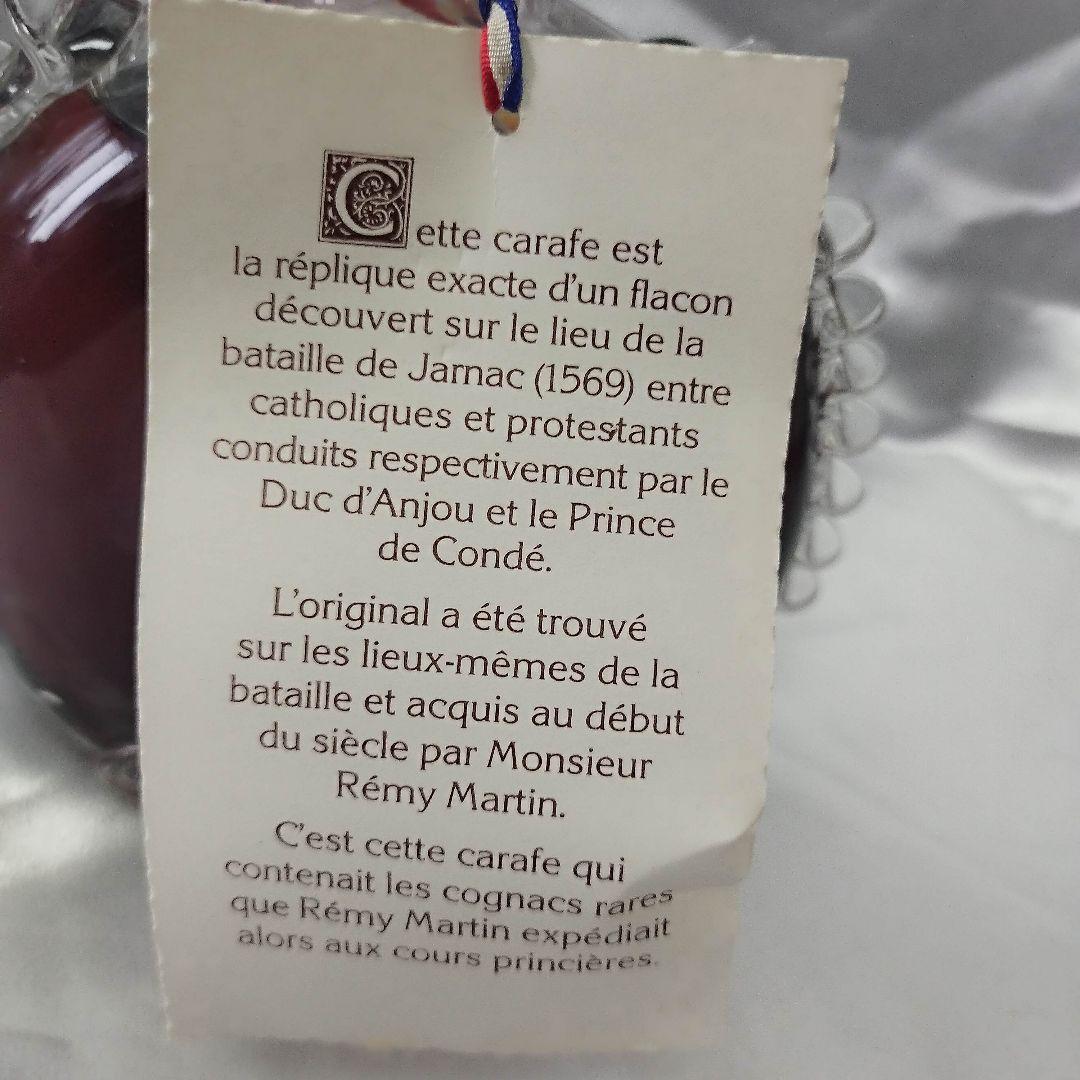 Cette carafe est
la réplique exacte d'un flacon
découvert sur le lieu de la
bataille de Jarnac (1569) entre
catholiques et protestants
conduits respectivement par le
Duc d'Anjou et le Prince
de Condé.
L'original a été trouvé
sur les lieux-mêmes de la
bataille et acquis au début
du siècle par Monsieur
Rémy Martin.
C'est cette carafe qui
contenait les cognacs rares
que Rémy Martin expédiait
alors aux cours princières.